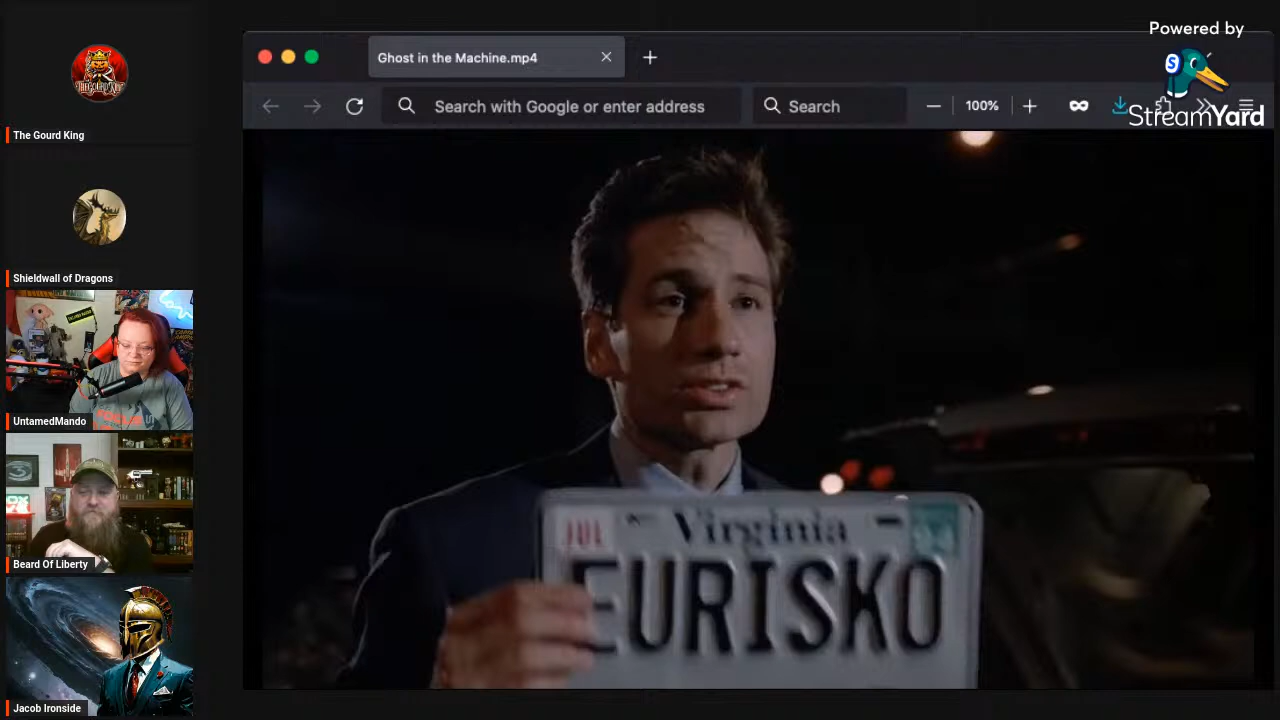 Powered by
StreamYard
Ghost in the Machine.mp4
Search with Google or enter address
Search
100%
The Gourd King
Shieldwall of Dragons
UntamedMando
Beard Of Liberty
Jacob Ironside
JUL
Virginia
EURISKO